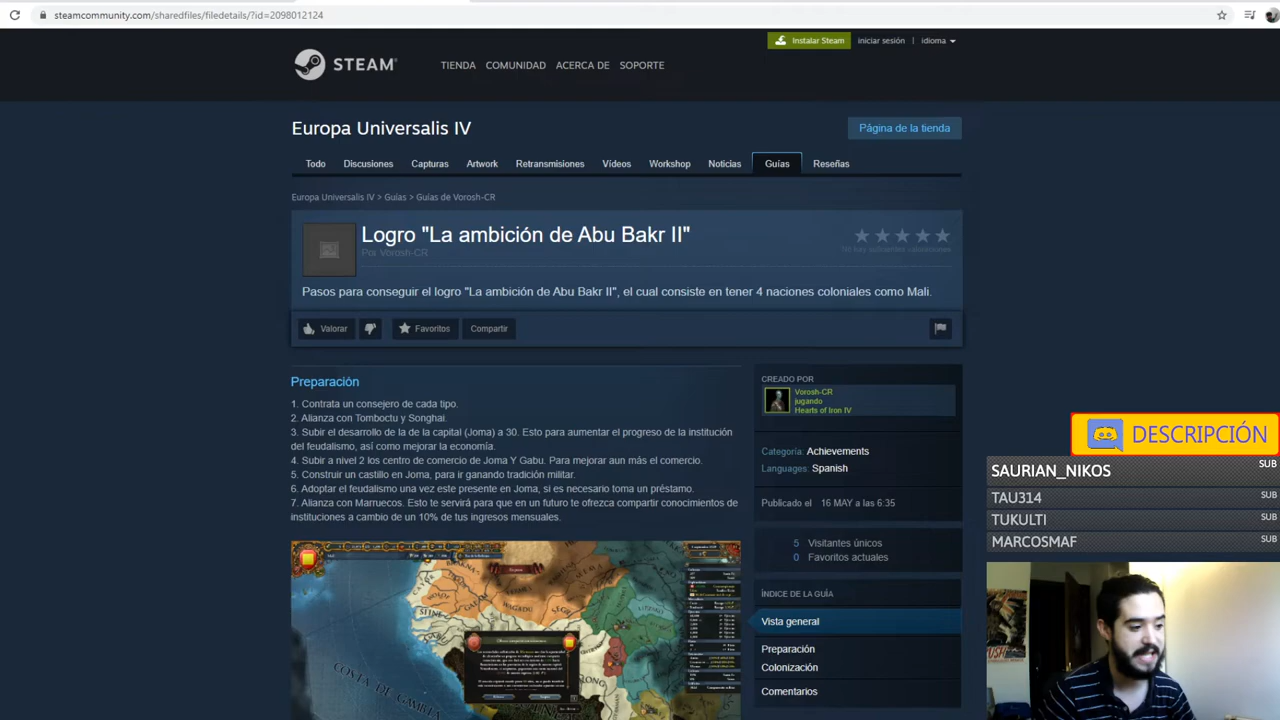 steamcommunity.com/sharedfiles/filedetails/?id=2098012124
Instalar Steam
iniciar sesión | idioma
STEAM
TIENDA COMUNIDAD ACERCA DE SOPORTE
Europa Universalis IV
Página de la tienda
Todo Discusiones Capturas Artwork Retransmisiones Vídeos Workshop Noticias Guías Reseñas
Europa Universalis IV > Guías > Guías de Vorosh-CR
Logro "La ambición de Abu Bakr II"
Por Vorosh-CR
Pasos para conseguir el logro "La ambición de Abu Bakr II", el cual consiste en tener 4 naciones coloniales como Mali.
Valorar Favoritos Compartir
Preparación
1. Contrata un consejero de cada tipo.
2. Alianza con Tomboctu y Songhai.
3. Subir el desarrollo de la de la capital (Joma) a 30. Esto para aumentar el progreso de la institución
del feudalismo, así como mejorar la economía.
4. Subir a nivel 2 los centro de comercio de Joma Y Gabu. Para mejorar aun más el comercio.
5. Construir un castillo en Joma, para ir ganando tradición militar.
6. Adoptar el feudalismo una vez este presente en Joma, si es necesario toma un préstamo.
7. Alianza con Marruecos. Esto te servirá para que en un futuro te ofrezca compartir conocimientos de
instituciones a cambio de un 10% de tus ingresos mensuales.
CREADO POR
Vorosh-CR
jugando
Hearts of Iron IV
Categoría: Achievements
Languages: Spanish
Publicado el 16 MAY a las 6:35
5 Visitantes únicos
0 Favoritos actuales
ÍNDICE DE LA GUÍA
Vista general
Preparación
Colonización
Comentarios
DESCRIPCIÓN
SAURIAN_NIKOS SUB
TAU314 SUB
TUKULTI SUB
MARCOSMAF SUB